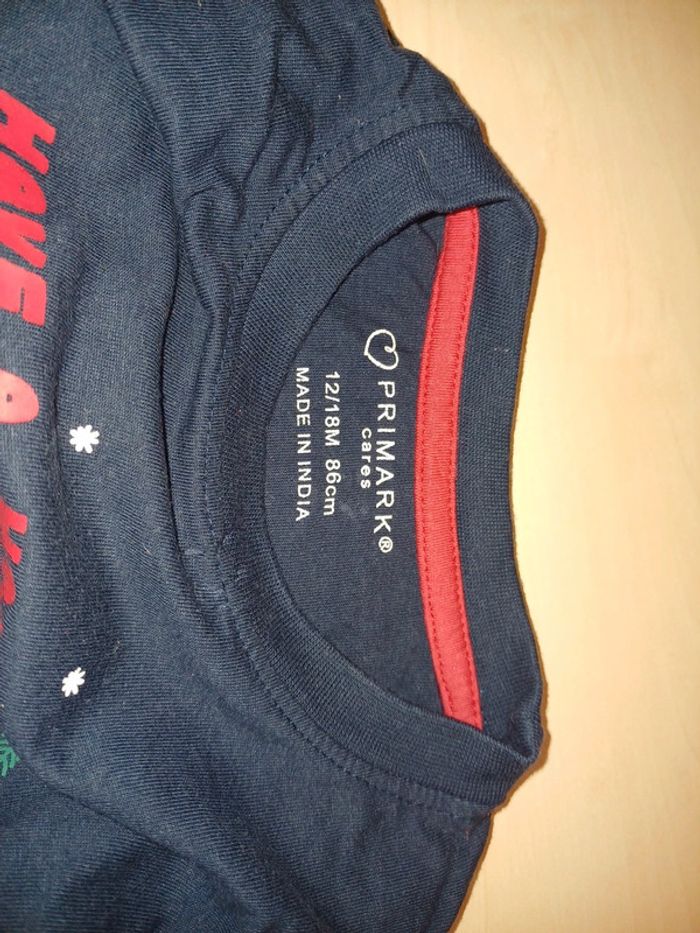 PRIMARK®
cares
12/18M 86cm
MADE IN INDIA
HAVE A